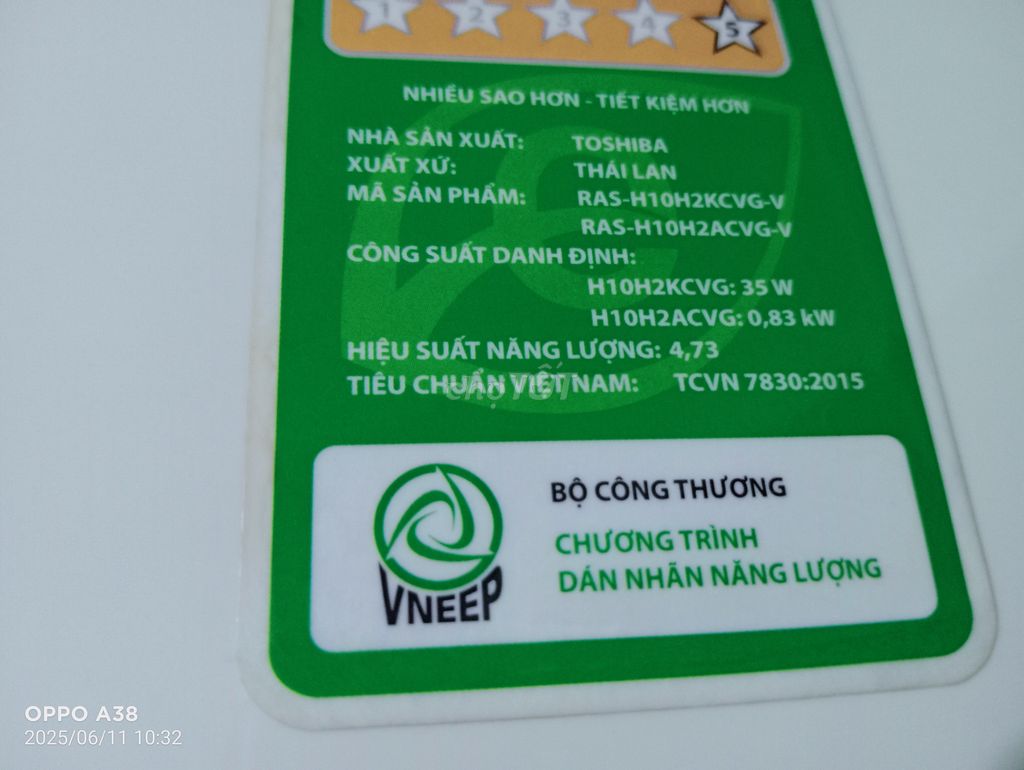 1 2 3 4 5
NHIỀU SAO HƠN - TIẾT KIỆM HƠN
NHÀ SẢN XUẤT: TOSHIBA
XUẤT XỨ: THÁI LAN
MÃ SẢN PHẨM: RAS-H10H2KCVG-V
RAS-H10H2ACVG-V
CÔNG SUẤT DANH ĐỊNH:
H10H2KCVG: 35 W
H10H2ACVG: 0,83 kW
HIỆU SUẤT NĂNG LƯỢNG: 4,73
TIÊU CHUẨN VIỆT NAM: TCVN 7830:2015
CHỢ TỐT
BỘ CÔNG THƯƠNG
CHƯƠNG TRÌNH
DÁN NHÃN NĂNG LƯỢNG
VNEEP
OPPO A38
2025/06/11 10:32